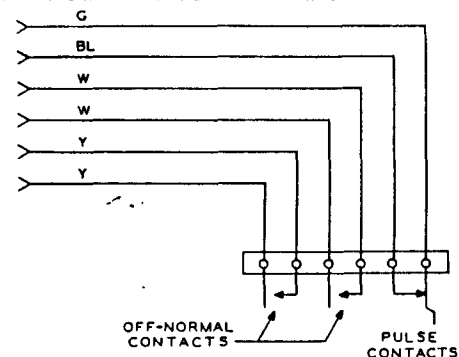 G
BL
W
W
Y
Y
OFF-NORMAL
CONTACTS
PULSE
CONTACTS